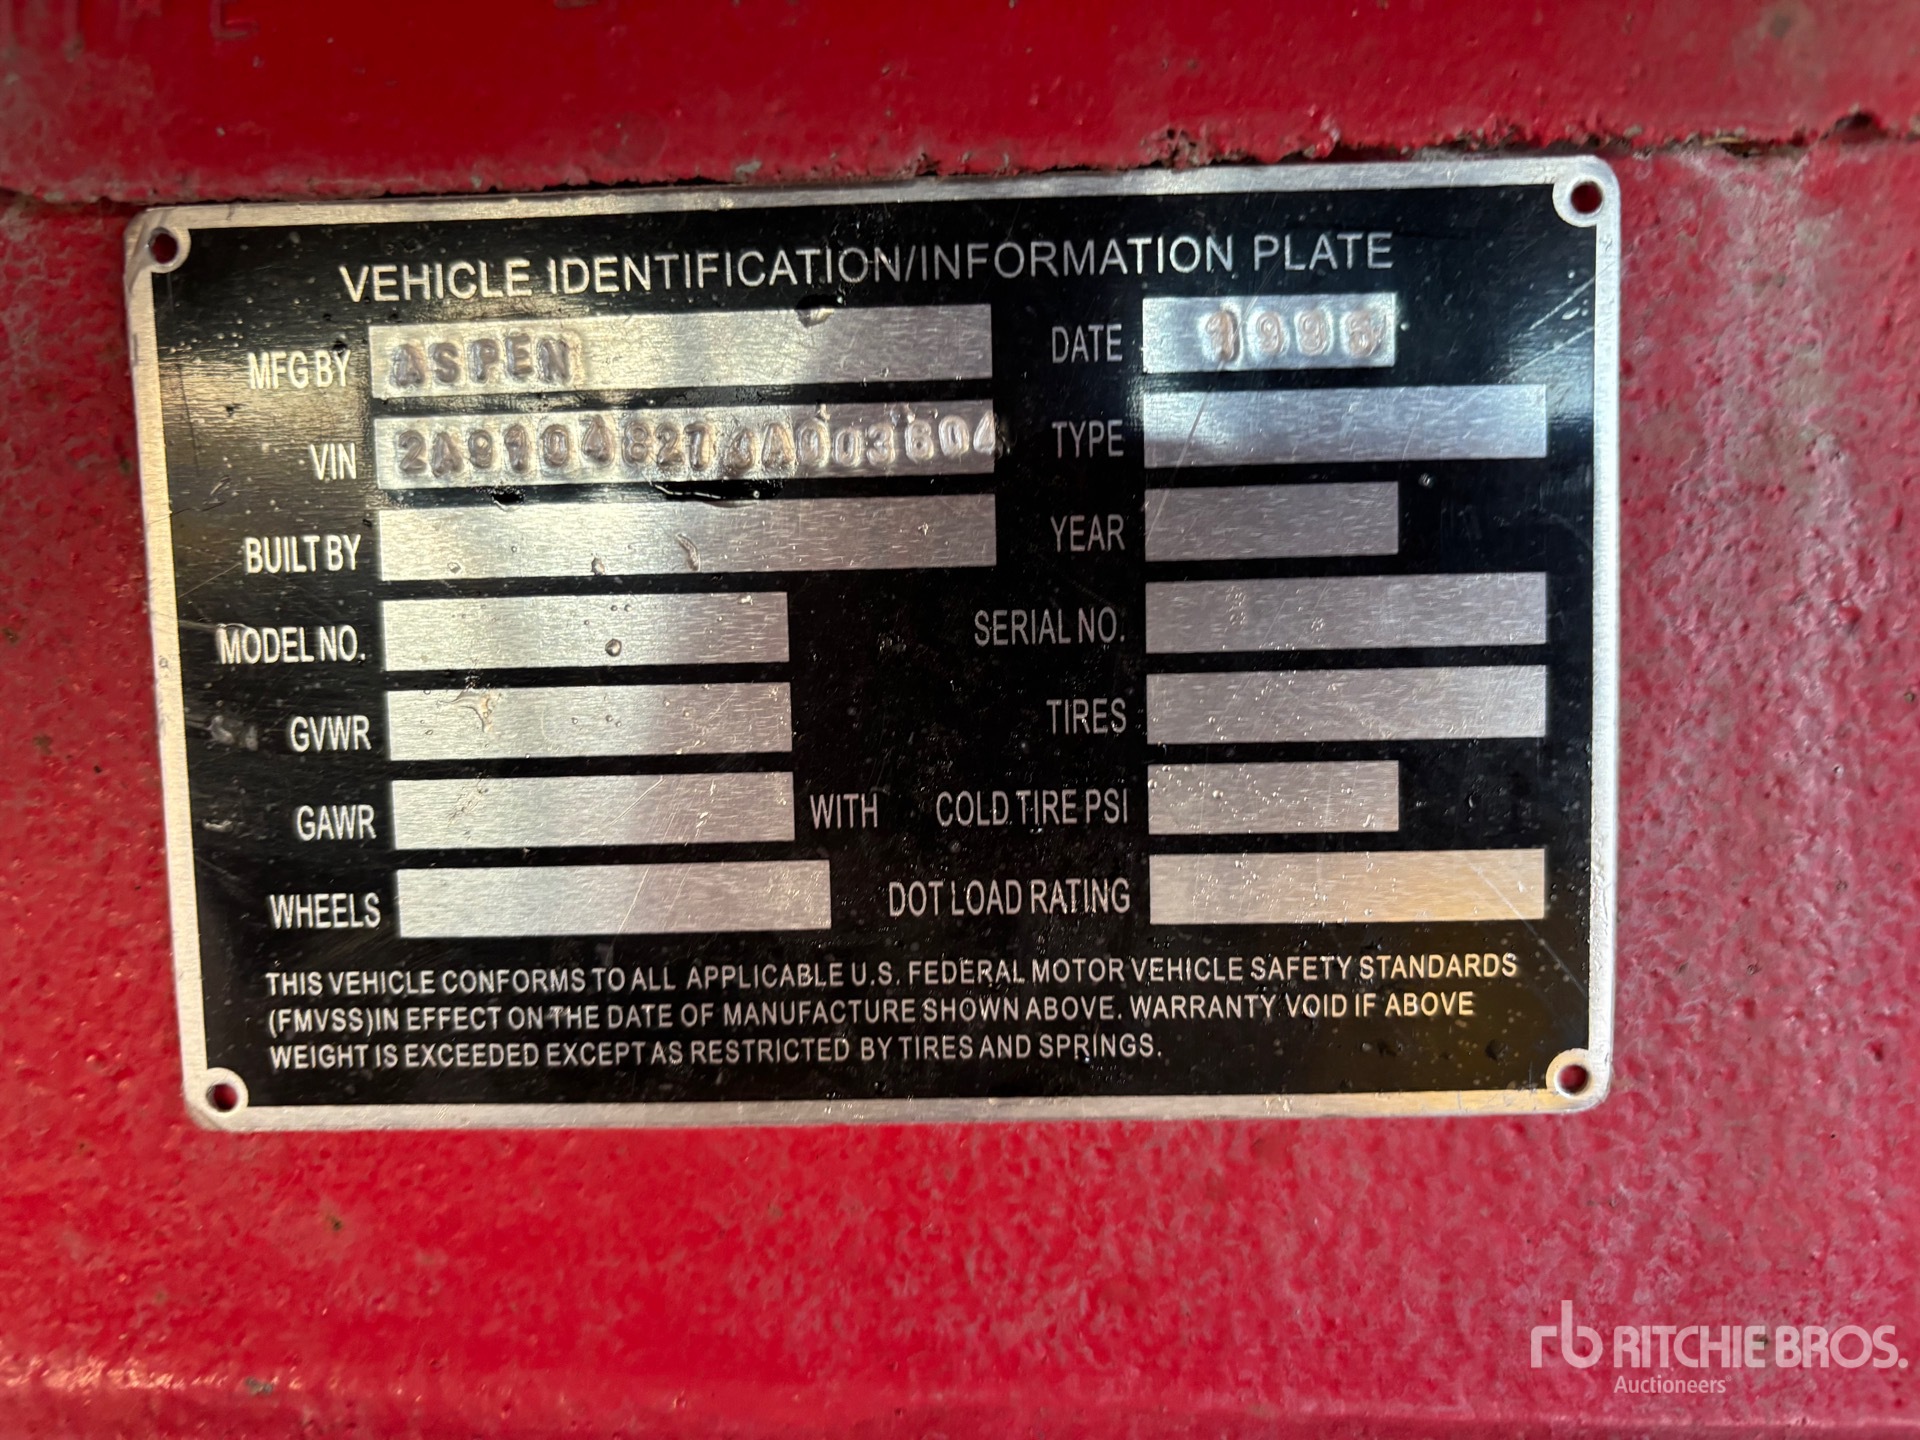 VEHICLE IDENTIFICATION/INFORMATION PLATE
MFG BY ASPEN
DATE
VIN
TYPE
BUILT BY
YEAR
MODEL NO.
SERIAL NO.
GVWR
TIRES
GAWR
WITH COLD TIRE PSI
WHEELS
DOT LOAD RATING
THIS VEHICLE CONFORMS TO ALL APPLICABLE U.S. FEDERAL MOTOR VEHICLE SAFETY STANDARDS
(FMVSS)IN EFFECT ON THE DATE OF MANUFACTURE SHOWN ABOVE. WARRANTY VOID IF ABOVE
WEIGHT IS EXCEEDED EXCEPT AS RESTRICTED BY TIRES AND SPRINGS.
rb RITCHIE BROS.
Auctioneers